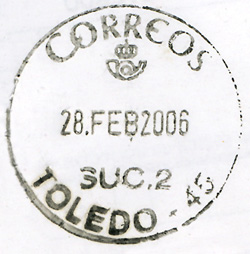 CORREOS
28.FEB2006
SUC.2
TOLEDO - 45